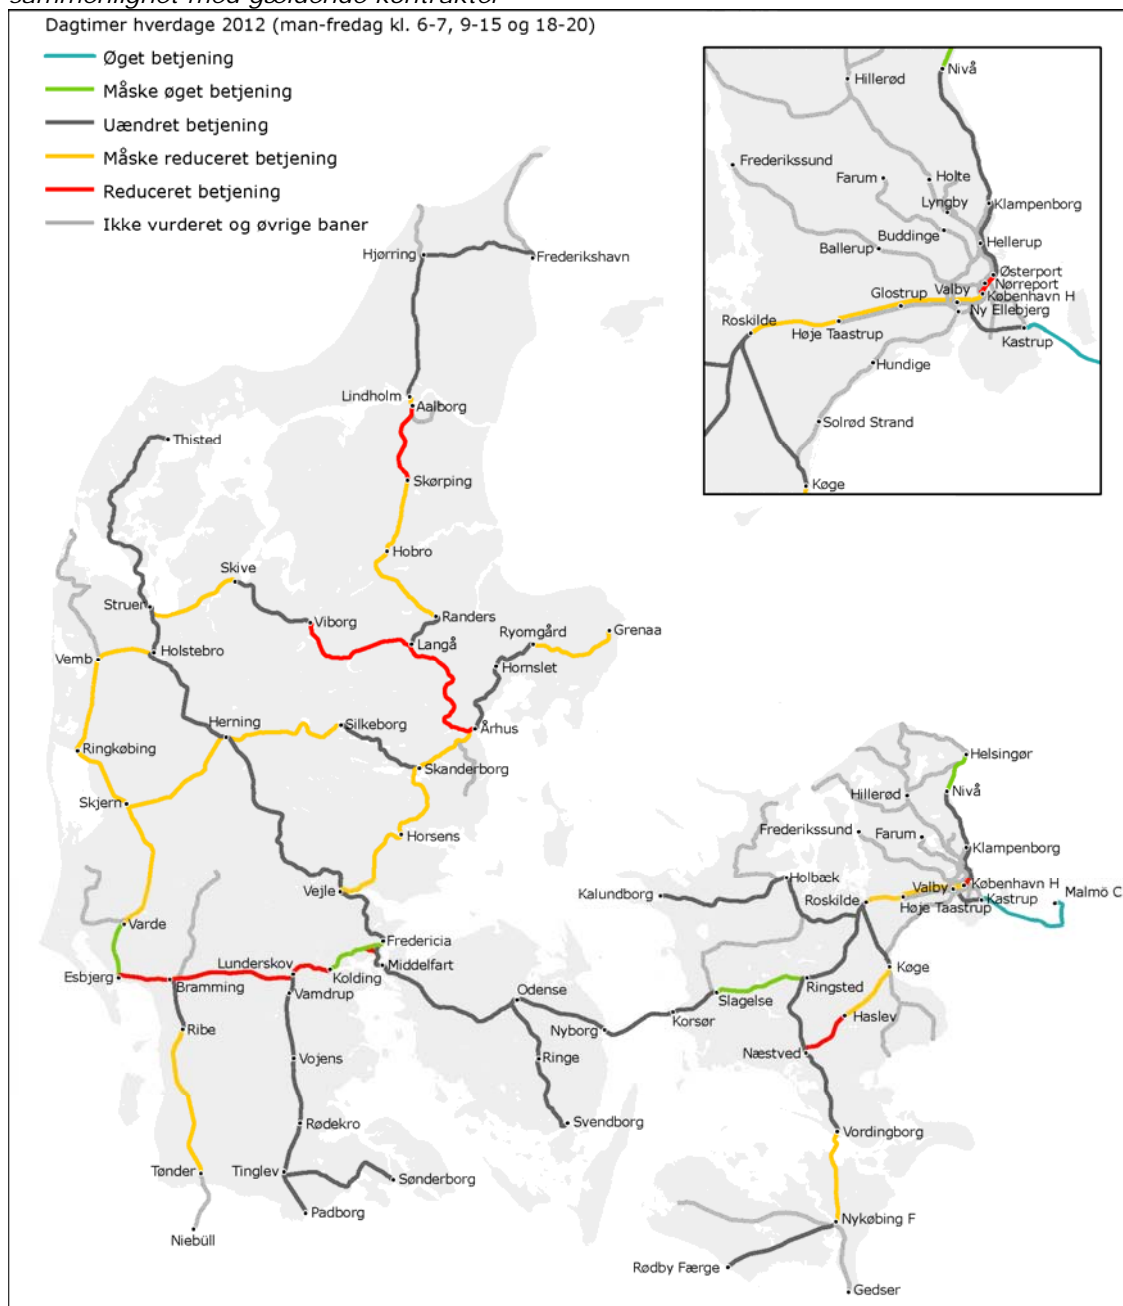 sammenlignet med gældende kontrakter
Dagtimer hverdage 2012 (man-fredag kl. 6-7, 9-15 og 18-20)
Øget betjening
Måske øget betjening
Uændret betjening
Måske reduceret betjening
Reduceret betjening
Ikke vurderet og øvrige baner
Nivå
Hillerød
Frederikssund
Farum
Holte
Lyngby
Klampenborg
Buddinge
Ballerup
Hellerup
Østerport
Nørreport
Valby
København H
Glostrup
Ny Ellebjerg
Roskilde
Høje Taastrup
Kastrup
Hundige
Solrød Strand
Køge
Hjørring
Frederikshavn
Lindholm
Aalborg
Thisted
Skørping
Hobro
Skive
Struer
Viborg
Randers
Langå
Ryomgård
Grenaa
Hornslet
Vemb
Holstebro
Herning
Silkeborg
Århus
Ringkøbing
Skanderborg
Skjern
Horsens
Vejle
Varde
Fredericia
Lunderskov
Middelfart
Esbjerg
Bramming
Kolding
Vamdrup
Odense
Ribe
Nyborg
Korsør
Vojens
Ringe
Rødekro
Svendborg
Tønder
Tinglev
Sønderborg
Padborg
Niebüll
Helsingør
Nivå
Hillerød
Frederikssund
Farum
Klampenborg
Kalundborg
Holbæk
Valby
København H
Roskilde
Høje Taastrup
Kastrup
Malmö C
Køge
Slagelse
Ringsted
Haslev
Næstved
Vordingborg
Nykøbing F
Rødby Færge
Gedser